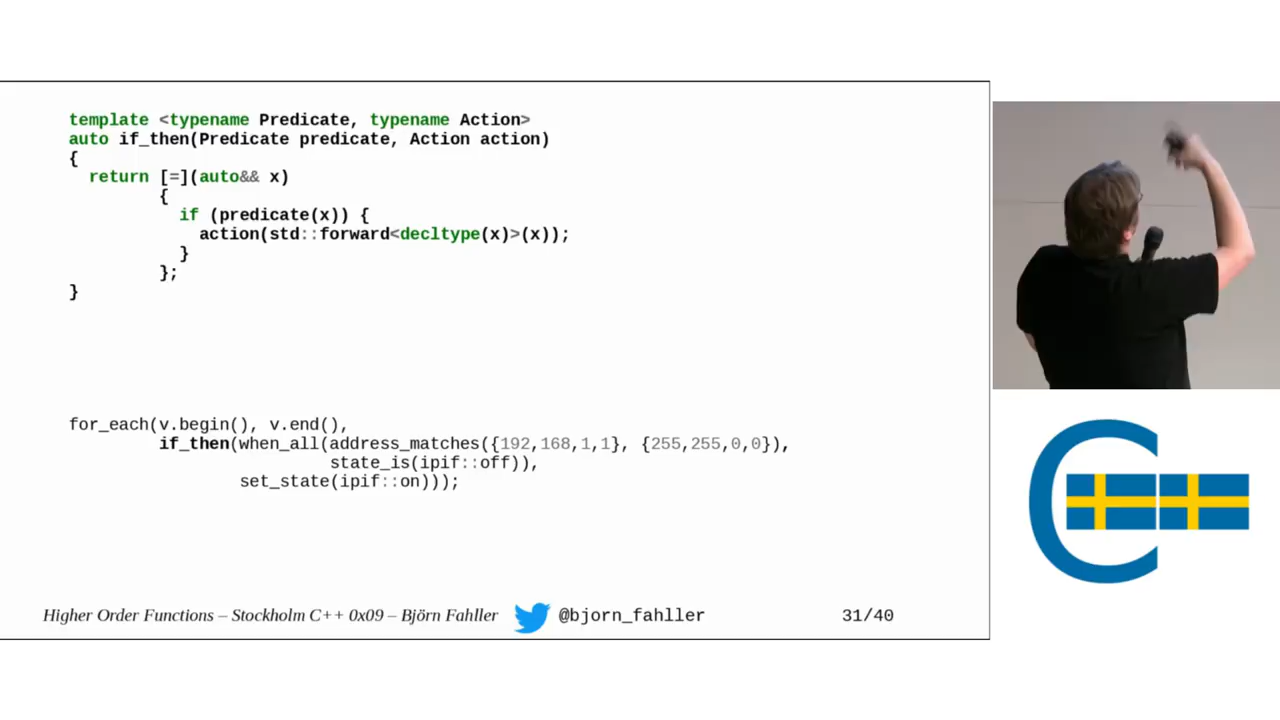 template <typename Predicate, typename Action>
auto if_then(Predicate predicate, Action action)
{
  return [=](auto&& x)
         {
           if (predicate(x)) {
             action(std::forward<decltype(x)>(x));
           }
         };
}
for_each(v.begin(), v.end(),
         if_then(when_all(address_matches({192,168,1,1}, {255,255,0,0}),
                          state_is(ipif::off)),
                 set_state(ipif::on)));
Higher Order Functions – Stockholm C++ 0x09 – Björn Fahller @bjorn_fahller 31/40
C++